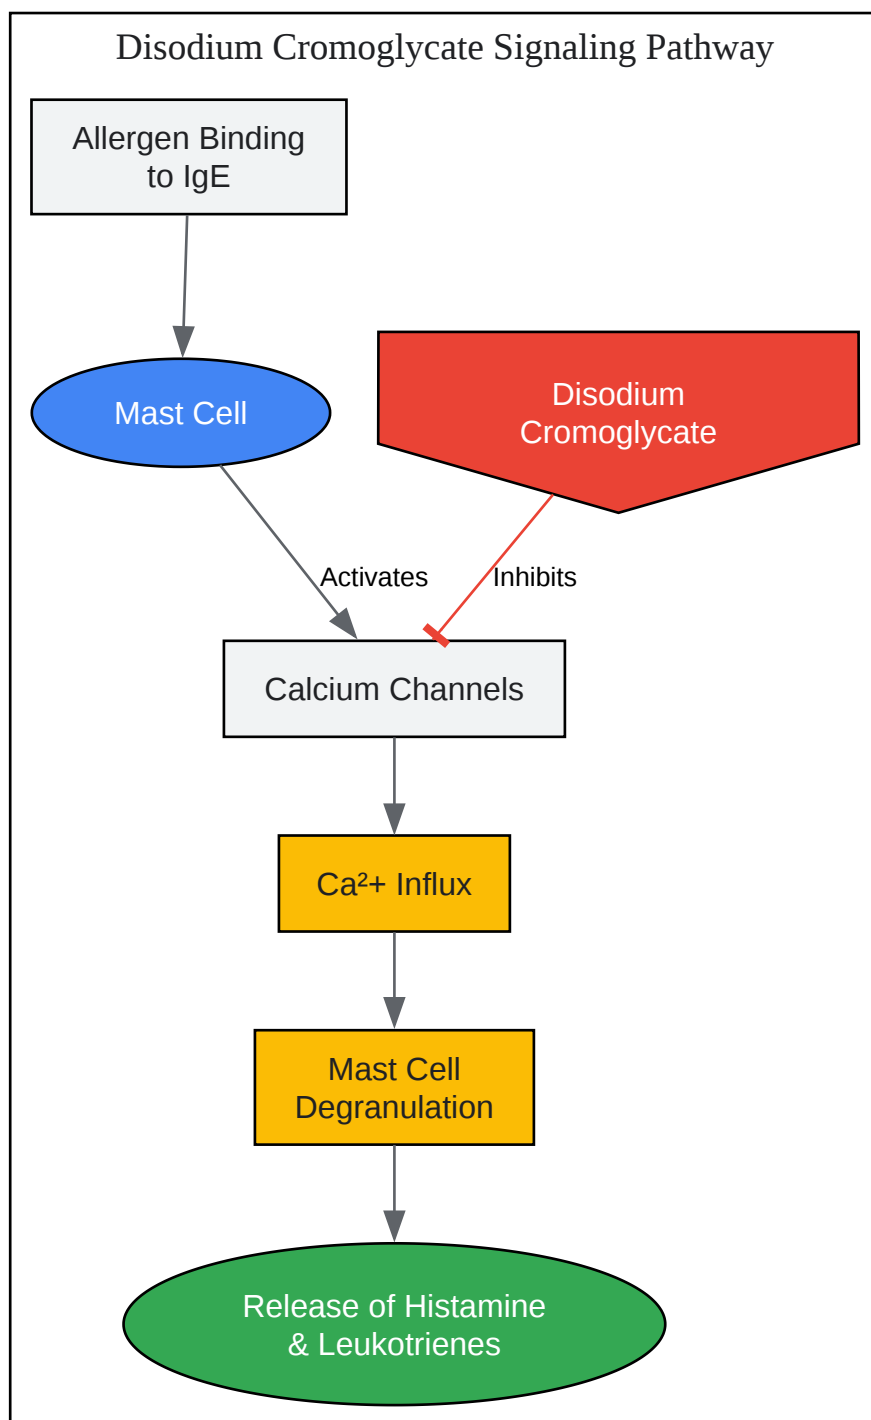 Disodium Cromoglycate Signaling Pathway
Allergen Binding
to IgE
Mast Cell
Disodium
Cromoglycate
Activates
Inhibits
Calcium Channels
Ca²+ Influx
Mast Cell
Degranulation
Release of Histamine
& Leukotrienes